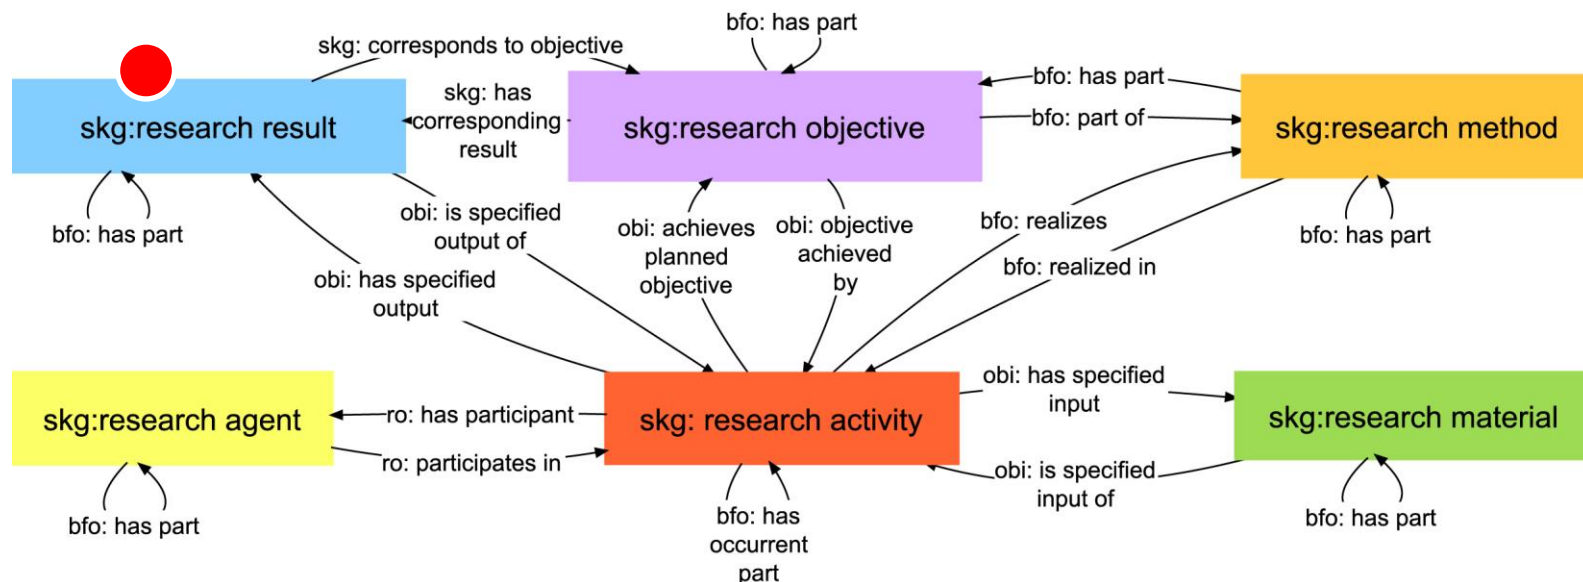 bfo: has part
skg: corresponds to objective
skg: has
corresponding
result
bfo: has part
bfo: part of
skg:research result
skg:research objective
skg:research method
bfo: has part
obi: is specified
output of
obi: achieves
planned
objective
obi: objective
achieved
by
bfo: realizes
bfo: realized in
bfo: has part
obi: has specified
output
skg:research agent
ro: has participant
ro: participates in
skg: research activity
obi: has specified
input
obi: is specified
input of
skg:research material
bfo: has part
bfo: has
occurrent
part
bfo: has part